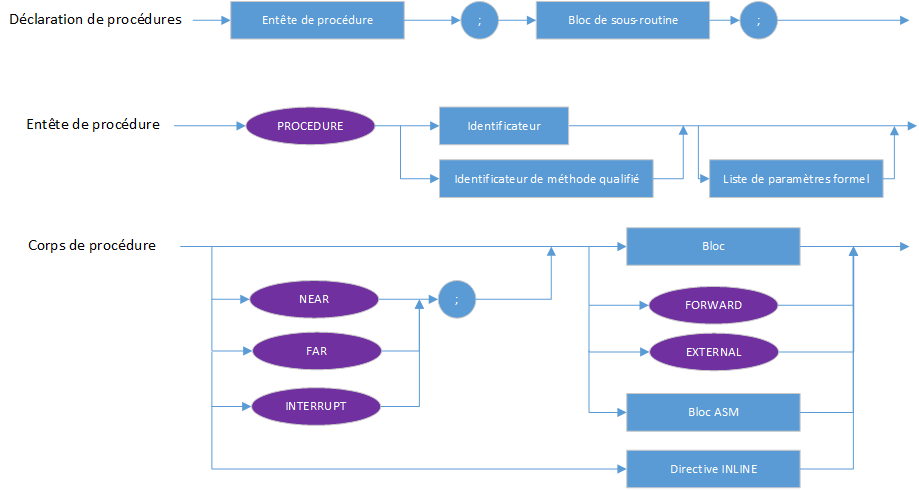 Déclaration de procédures
Entête de procédure
;
Bloc de sous-routine
;
Entête de procédure
PROCEDURE
Identificateur
Identificateur de méthode qualifié
Liste de paramètres formel
Corps de procédure
Bloc
NEAR
;
FORWARD
FAR
EXTERNAL
INTERRUPT
Bloc ASM
Directive INLINE